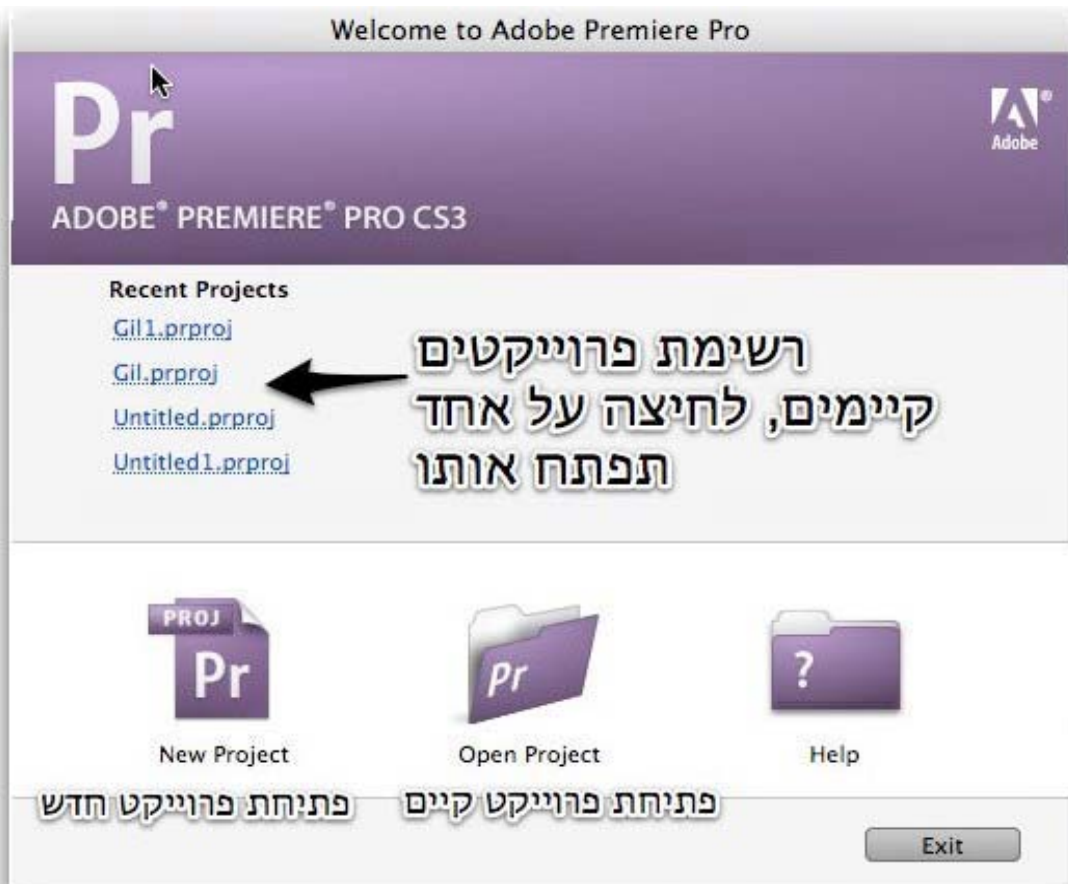 Welcome to Adobe Premiere Pro
Pr
Adobe®
ADOBE® PREMIERE® PRO CS3
Recent Projects
Gil1.prproj
Gil.prproj
Untitled.prproj
Untitled1.prproj
רשימת פרוייקטים
קיימים, לחיצה על אחד
תפתח אותו
PROJ
Pr
Pr
?
New Project
Open Project
Help
פתיחת פרוייקט חדש
פתיחת פרוייקט קיים
Exit